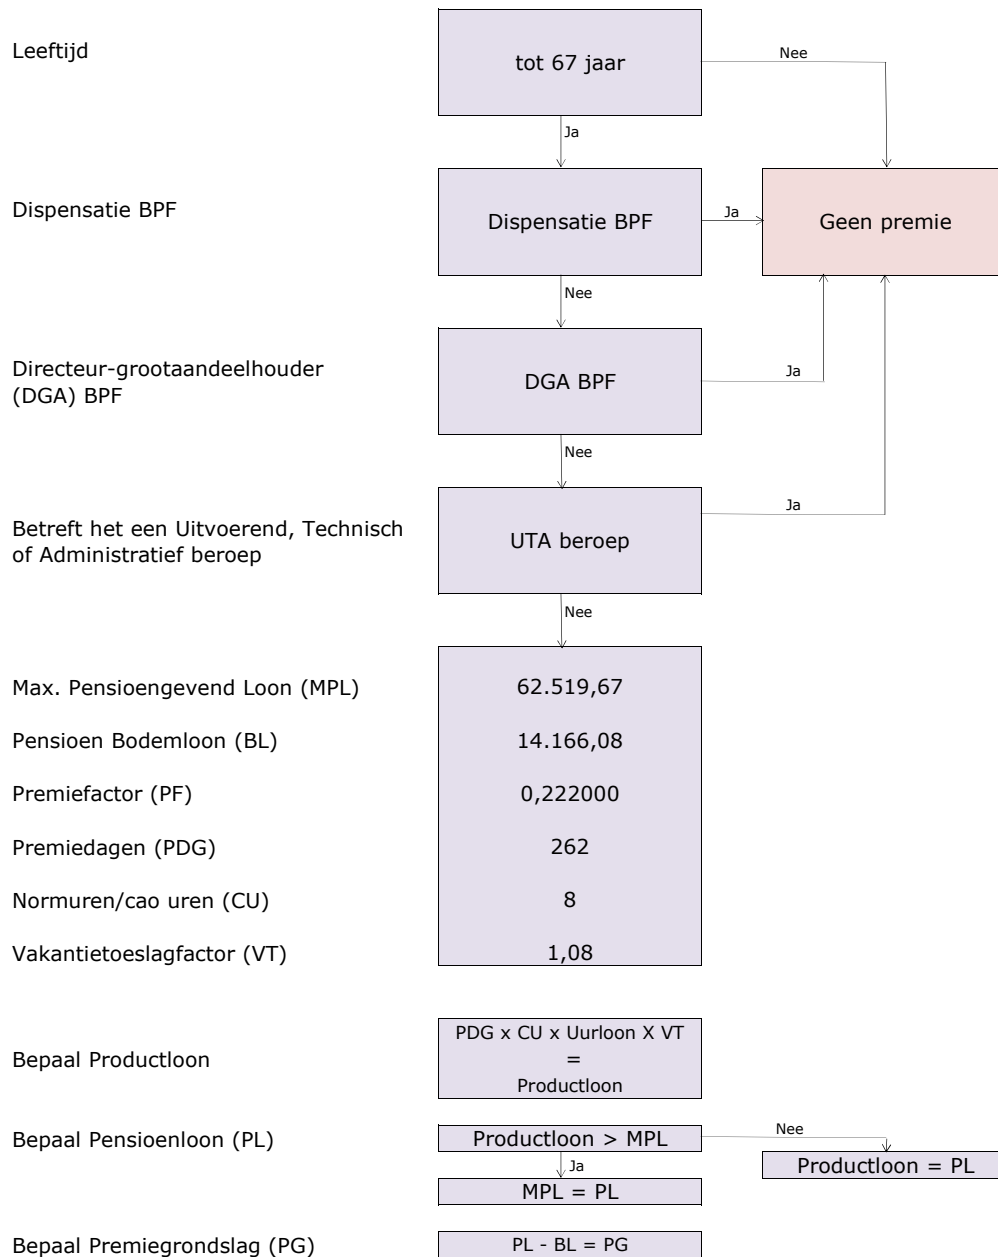 Leeftijd
tot 67 jaar
Nee
Ja
Dispensatie BPF
Dispensatie BPF
Ja
Geen premie
Nee
Directeur-grootaandeelhouder
(DGA) BPF
DGA BPF
Ja
Nee
Betreft het een Uitvoerend, Technisch
of Administratief beroep
UTA beroep
Ja
Nee
Max. Pensioengevend Loon (MPL)
62.519,67
Pensioen Bodemloon (BL)
14.166,08
Premiefactor (PF)
0,222000
Premiedagen (PDG)
262
Normuren/cao uren (CU)
8
Vakantietoeslagfactor (VT)
1,08
Bepaal Productloon
PDG x CU x Uurloon X VT
=
Productloon
Bepaal Pensioenloon (PL)
Productloon > MPL
Nee
Ja
Productloon = PL
MPL = PL
Bepaal Premiegrondslag (PG)
PL - BL = PG